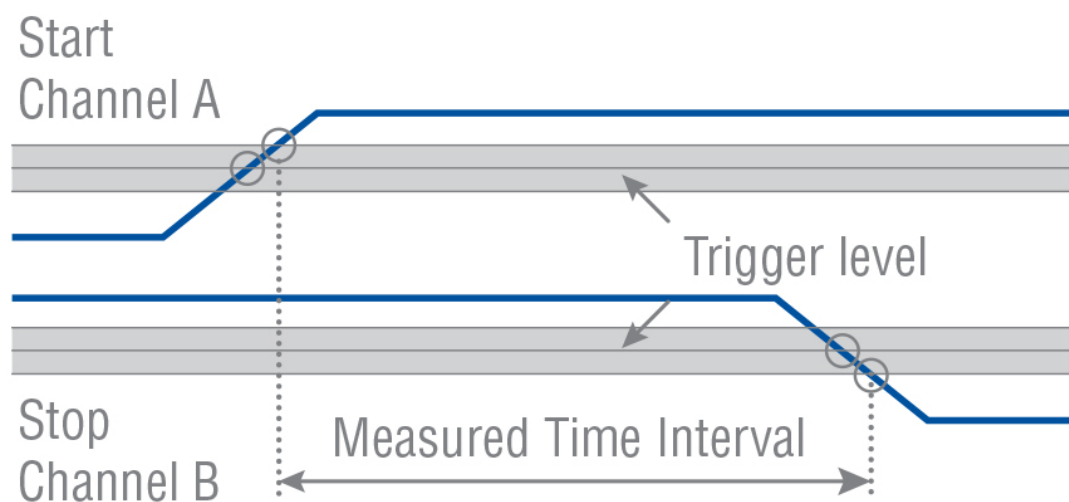 Start
Channel A
Trigger level
Stop
Channel B
Measured Time Interval